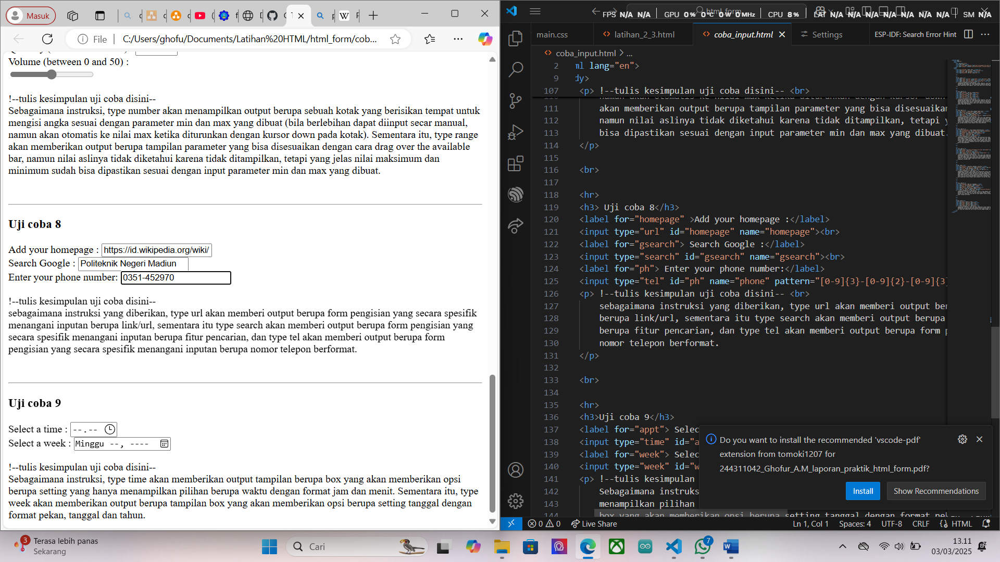 Masuk
File
C:/Users/ghofu/Documents/Latihan%20HTML/html_form/cob...
Volume (between 0 and 50) :
!--tulis kesimpulan uji coba disini--
Sebagaimana instruksi, type number akan menampilkan output berupa sebuah kotak yang berisikan tempat untuk
mengisi angka sesuai dengan parameter min dan max yang dibuat (bila berlebihan dapat diinput secar manual,
namun akan otomatis ke nilai max ketika diturunkan dengan kursor down pada kotak). Sementara itu, type range
akan memberikan output berupa tampilan parameter yang bisa disesuaikan dengan cara drag over the available
bar, namun nilai aslinya tidak diketahui karena tidak ditampilkan, tetapi yang jelas nilai maksimum dan
minimum sudah bisa dipastikan sesuai dengan input parameter min dan max yang dibuat.
Uji coba 8
Add your homepage : https://id.wikipedia.org/wiki/
Search Google : Politeknik Negeri Madiun
Enter your phone number: 0351-452970
!--tulis kesimpulan uji coba disini--
sebagaimana instruksi yang diberikan, type url akan memberi output berupa form pengisian yang secara spesifik
menangani inputan berupa link/url, sementara itu type search akan memberi output berupa form pengisian yang
secara spesifik menangani inputan berupa fitur pencarian, dan type tel akan memberi output berupa form
pengisian yang secara spesifik menangani inputan berupa nomor telepon berformat.
Uji coba 9
Select a time : --.--
Select a week : Minggu --, ----
!--tulis kesimpulan uji coba disini--
Sebagaimana instruksi, type time akan memberikan output tampilan berupa box yang akan memberikan opsi
berupa setting yang hanya menampilkan pilihan berupa waktu dengan format jam dan menit. Sementara itu, type
week akan memberikan output berupa tampilan box yang akan memberikan opsi berupa setting tanggal dengan
format pekan, tanggal dan tahun.
html_form
FPS N/A N/A GPU 0% 0°C 0W 0MHz CPU 8% LAT N/A N/A N/A N/A N/A N/A N/A SM N/A
main.css latihan_2_3.html coba_input.html Settings ESP-IDF: Search Error Hint
coba_input.html > ...
2 ml lang="en">
9 dy>
107 <p> !--tulis kesimpulan uji coba disini-- <br>
namun akan otomatis ke nilai max ketika diturunkan dengan kursor down
111 akan memberikan output berupa tampilan parameter yang bisa disesuaikan
112 namun nilai aslinya tidak diketahui karena tidak ditampilkan, tetapi y
113 bisa dipastikan sesuai dengan input parameter min dan max yang dibuat.
114 </p>
115
116 <br>
117
118 <hr>
119 <h3> Uji coba 8</h3>
120 <label for="homepage" >Add your homepage :</label>
121 <input type="url" id="homepage" name="homepage"><br>
122 <label for="gsearch"> Search Google :</label>
123 <input type="search" id="gsearch" name="gsearch"><br>
124 <label for="ph"> Enter your phone number:</label>
125 <input type="tel" id="ph" name="phone" pattern="[0-9]{3}-[0-9]{2}-[0-9]{3]
126 <p> !--tulis kesimpulan uji coba disini-- <br>
127 sebagaimana instruksi yang diberikan, type url akan memberi output ber
128 berupa link/url, sementara itu type search akan memberi output berupa
129 berupa fitur pencarian, dan type tel akan memberi output berupa form p
130 nomor telepon berformat.
131 </p>
132
133 <br>
134
135 <hr>
136 <h3>Uji coba 9</h3>
137 <label for="appt"> Selec
138 <input type="time" id="a
139 <label for="week"> Selec
140 <input type="week" id="w
141 <p> !--tulis kesimpulan
142 Sebagaimana instruks
143 menampilkan pilihan
144 box yang akan memberikan opsi berupa setting tanggal dengan format pek
Do you want to install the recommended 'vscode-pdf'
extension from tomoki1207 for
244311042_Ghofur_A.M_laporan_praktik_html_form.pdf?
Install Show Recommendations
0 0 Live Share Ln 1, Col 1 Spaces: 4 UTF-8 CRLF HTML
3 Terasa lebih panas
Sekarang
Cari
7
13.11
03/03/2025